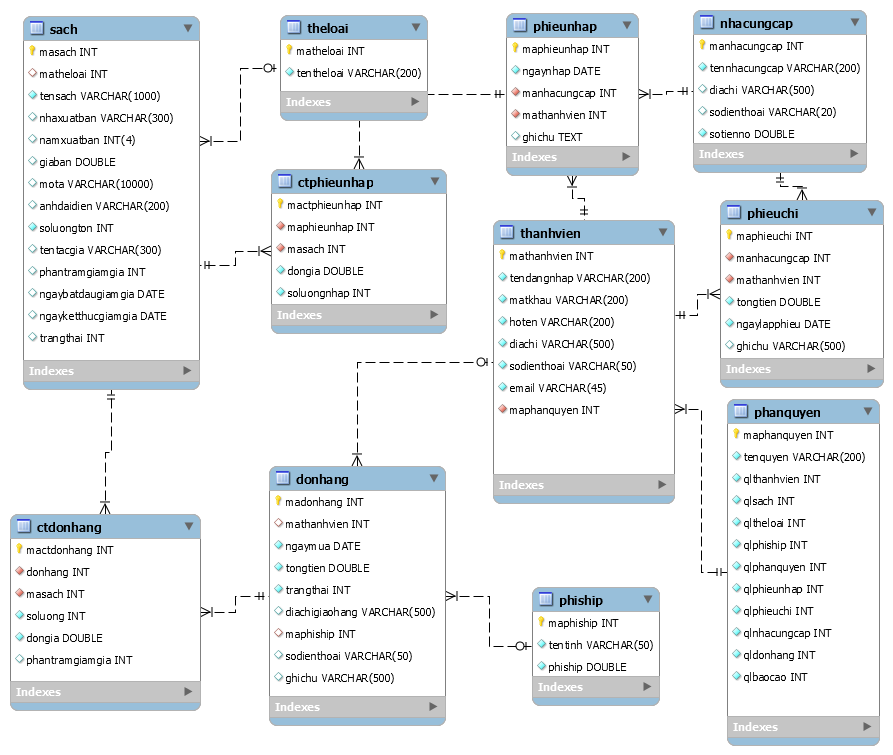 sach
masach INT
matheloai INT
tensach VARCHAR(1000)
nhaxuatban VARCHAR(300)
namxuatban INT(4)
giaban DOUBLE
mota VARCHAR(10000)
anhdaidien VARCHAR(200)
soluongton INT
tentacgia VARCHAR(300)
phantramgiamgia INT
ngaybatdaugiamgia DATE
ngayketthucgiamgia DATE
trangthai INT
Indexes
theloai
matheloai INT
tentheloai VARCHAR(200)
Indexes
phieunhap
maphieunhap INT
ngaynhap DATE
manhacungcap INT
mathanhvien INT
ghichu TEXT
Indexes
nhacungcap
manhacungcap INT
tennhacungcap VARCHAR(200)
diachi VARCHAR(500)
sodienthoai VARCHAR(20)
sotienno DOUBLE
Indexes
ctphieunhap
mactphieunhap INT
maphieunhap INT
masach INT
dongia DOUBLE
soluongnhap INT
Indexes
thanhvien
mathanhvien INT
tendangnhap VARCHAR(200)
matkhau VARCHAR(200)
hoten VARCHAR(200)
diachi VARCHAR(500)
sodienthoai VARCHAR(50)
email VARCHAR(45)
maphanquyen INT
Indexes
phieuchi
maphieuchi INT
manhacungcap INT
mathanhvien INT
tongtien DOUBLE
ngaylapphieu DATE
ghichu VARCHAR(500)
Indexes
phanquyen
maphanquyen INT
tenquyen VARCHAR(200)
qlthanhvien INT
qlsach INT
qltheloai INT
qlphiship INT
qlphanquyen INT
qlphieunhap INT
qlphieuchi INT
qlnhacungcap INT
qldonhang INT
qlbaocao INT
Indexes
ctdonhang
mactdonhang INT
donhang INT
masach INT
soluong INT
dongia DOUBLE
phantramgiamgia INT
Indexes
donhang
madonhang INT
mathanhvien INT
ngaymua DATE
tongtien DOUBLE
trangthai INT
diachigiaohang VARCHAR(500)
maphiship INT
sodienthoai VARCHAR(50)
ghichu VARCHAR(500)
Indexes
phiship
maphiship INT
tentinh VARCHAR(50)
phiship DOUBLE
Indexes